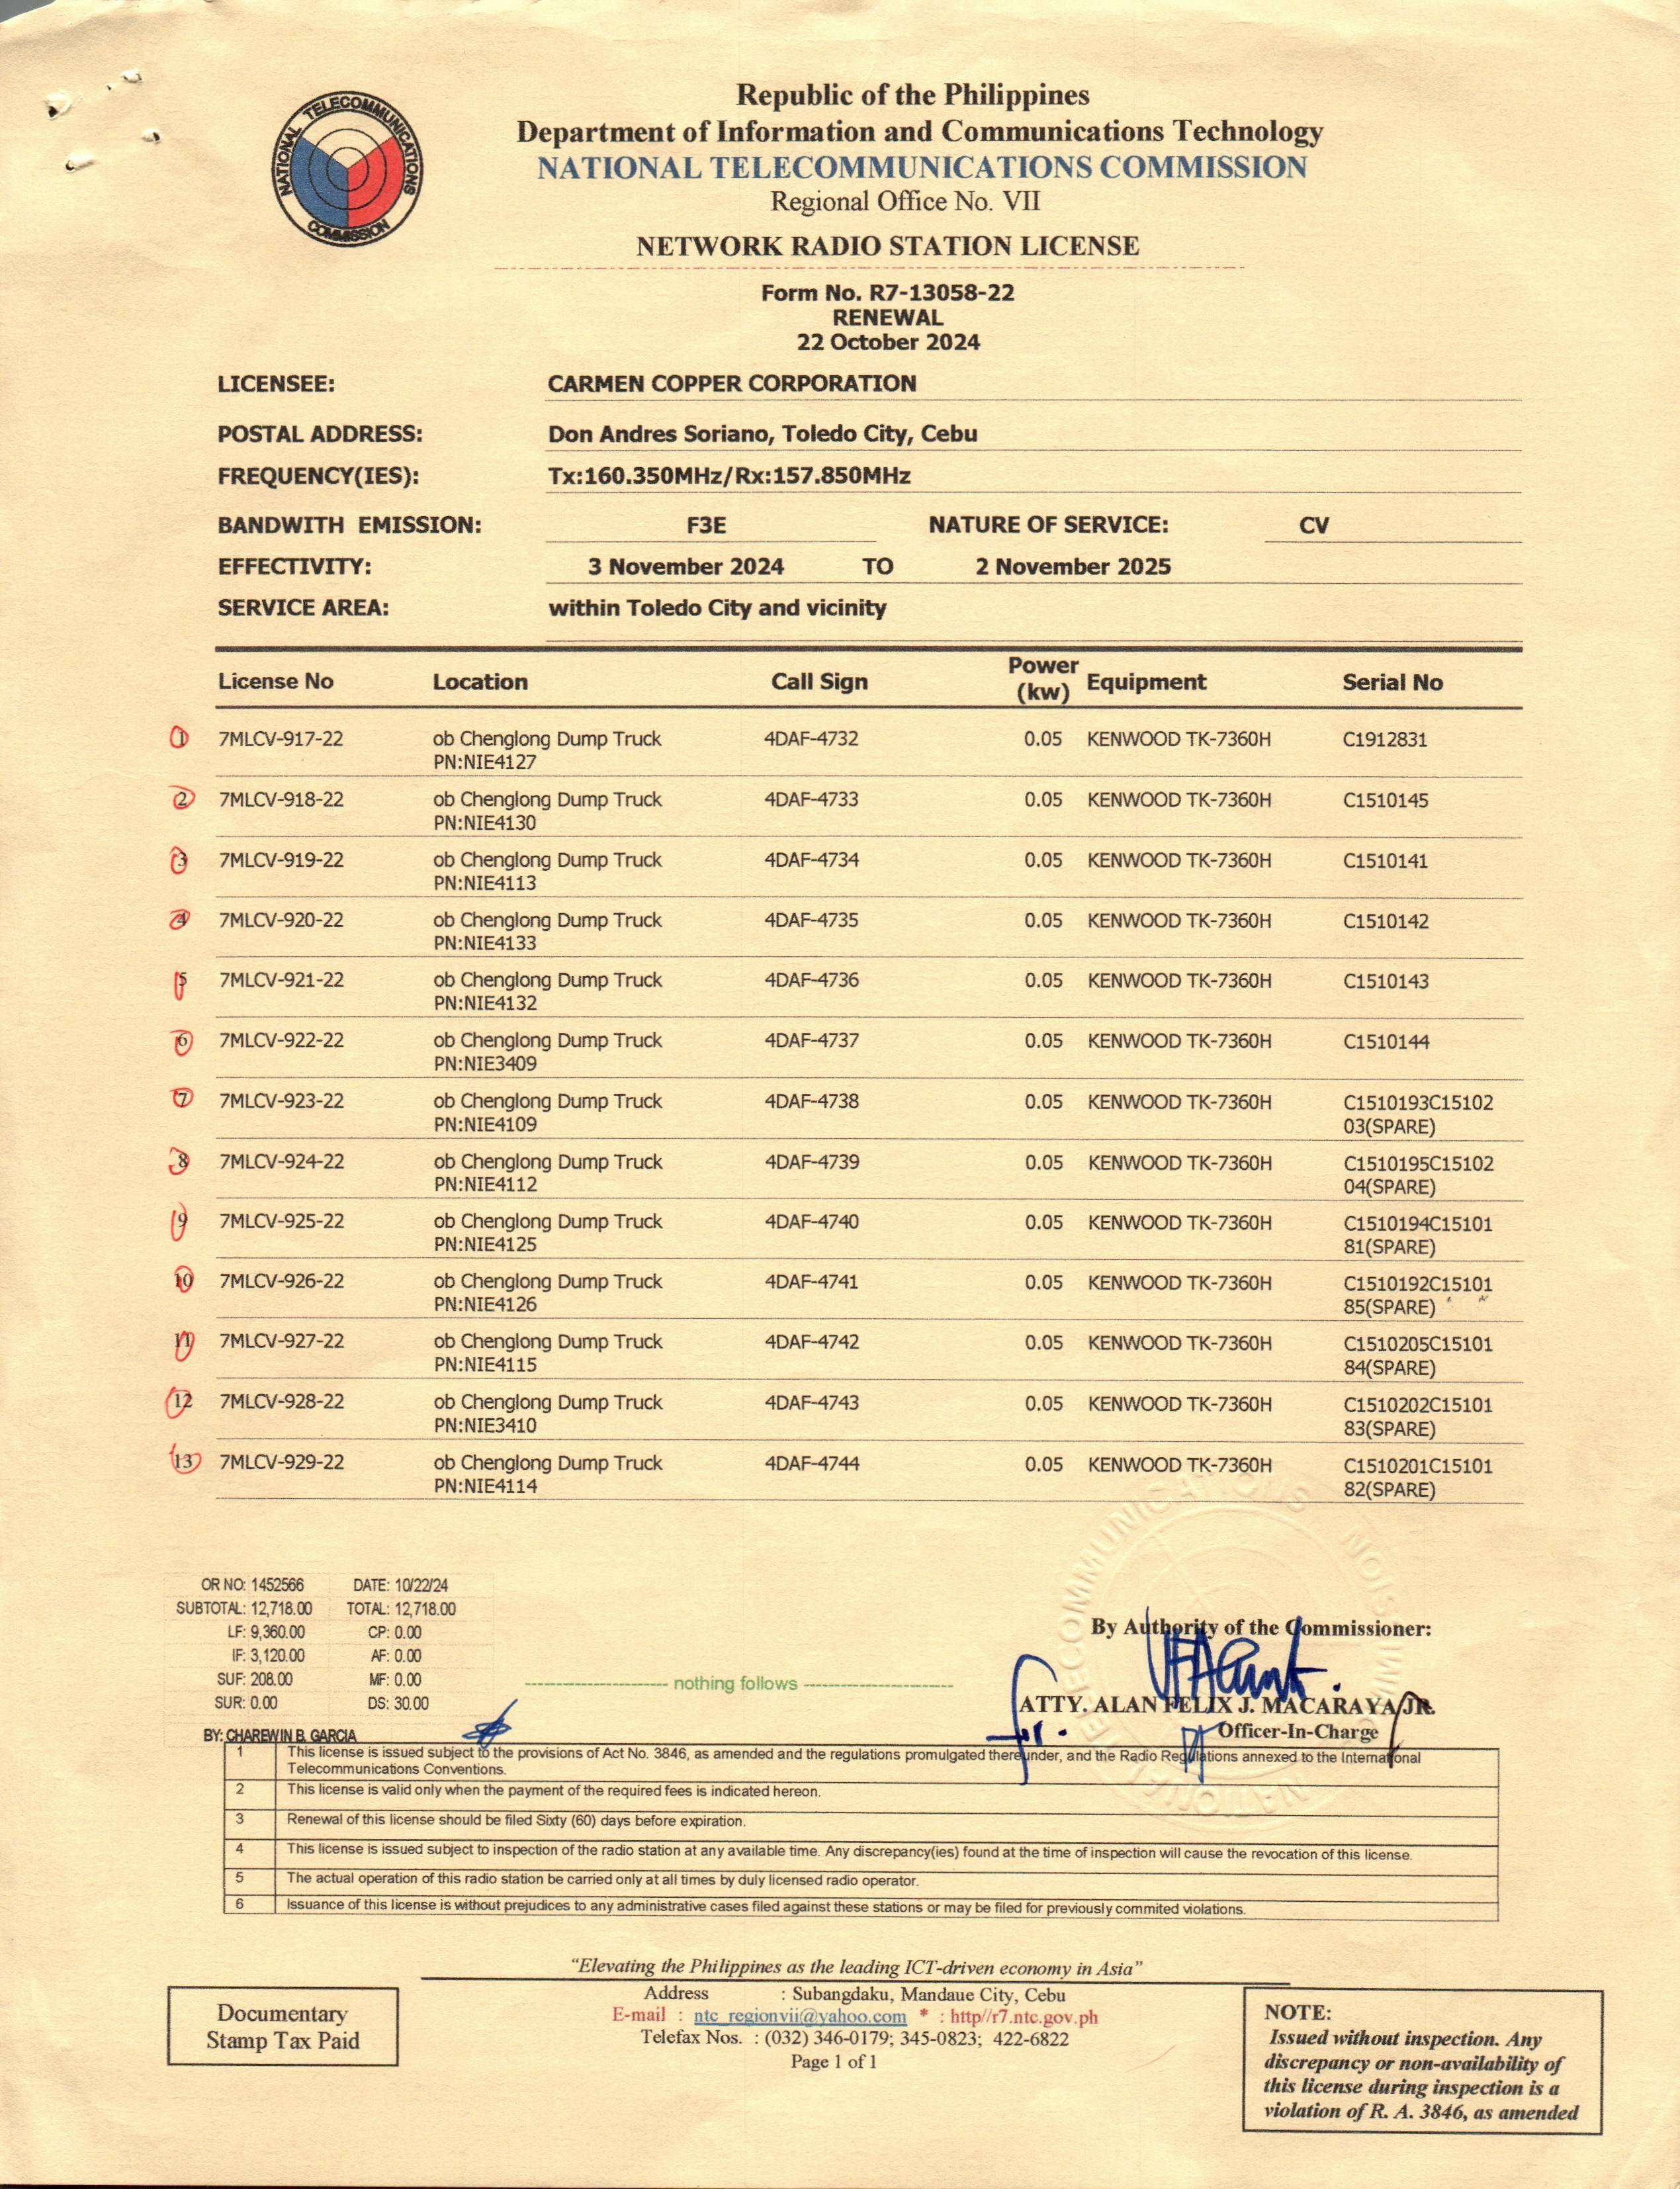 NATIONAL TELECOMMUNICATIONS COMMISSION
Republic of the Philippines
Department of Information and Communications Technology
NATIONAL TELECOMMUNICATIONS COMMISSION
Regional Office No. VII
NETWORK RADIO STATION LICENSE
Form No. R7-13058-22
RENEWAL
22 October 2024
LICENSEE: CARMEN COPPER CORPORATION
POSTAL ADDRESS: Don Andres Soriano, Toledo City, Cebu
FREQUENCY(IES): Tx:160.350MHz/Rx:157.850MHz
BANDWITH EMISSION: F3E NATURE OF SERVICE: CV
EFFECTIVITY: 3 November 2024 TO 2 November 2025
SERVICE AREA: within Toledo City and vicinity
License No Location Call Sign Power (kw) Equipment Serial No
1 7MLCV-917-22 ob Chenglong Dump Truck 4DAF-4732 0.05 KENWOOD TK-7360H C1912831
PN:NIE4127
2 7MLCV-918-22 ob Chenglong Dump Truck 4DAF-4733 0.05 KENWOOD TK-7360H C1510145
PN:NIE4130
3 7MLCV-919-22 ob Chenglong Dump Truck 4DAF-4734 0.05 KENWOOD TK-7360H C1510141
PN:NIE4113
4 7MLCV-920-22 ob Chenglong Dump Truck 4DAF-4735 0.05 KENWOOD TK-7360H C1510142
PN:NIE4133
5 7MLCV-921-22 ob Chenglong Dump Truck 4DAF-4736 0.05 KENWOOD TK-7360H C1510143
PN:NIE4132
6 7MLCV-922-22 ob Chenglong Dump Truck 4DAF-4737 0.05 KENWOOD TK-7360H C1510144
PN:NIE3409
7 7MLCV-923-22 ob Chenglong Dump Truck 4DAF-4738 0.05 KENWOOD TK-7360H C1510193C15102
PN:NIE4109 03(SPARE)
8 7MLCV-924-22 ob Chenglong Dump Truck 4DAF-4739 0.05 KENWOOD TK-7360H C1510195C15102
PN:NIE4112 04(SPARE)
9 7MLCV-925-22 ob Chenglong Dump Truck 4DAF-4740 0.05 KENWOOD TK-7360H C1510194C15101
PN:NIE4125 81(SPARE)
10 7MLCV-926-22 ob Chenglong Dump Truck 4DAF-4741 0.05 KENWOOD TK-7360H C1510192C15101
PN:NIE4126 85(SPARE)
11 7MLCV-927-22 ob Chenglong Dump Truck 4DAF-4742 0.05 KENWOOD TK-7360H C1510205C15101
PN:NIE4115 84(SPARE)
12 7MLCV-928-22 ob Chenglong Dump Truck 4DAF-4743 0.05 KENWOOD TK-7360H C1510202C15101
PN:NIE3410 83(SPARE)
13 7MLCV-929-22 ob Chenglong Dump Truck 4DAF-4744 0.05 KENWOOD TK-7360H C1510201C15101
PN:NIE4114 82(SPARE)
OR NO: 1452566 DATE: 10/22/24
SUBTOTAL: 12,718.00 TOTAL: 12,718.00
LF: 9,360.00 CP: 0.00
IF: 3,120.00 AF: 0.00
SUF: 208.00 MF: 0.00
SUR: 0.00 DS: 30.00
BY: CHAREWIN B. GARCIA
---------------------- nothing follows -----------------------
By Authority of the Commissioner:
for.
ATTY. ALAN FELIX J. MACARAYA JR.
Officer-In-Charge
NATIONAL TELECOMMUNICATIONS COMMISSION
1 This license is issued subject to the provisions of Act No. 3846, as amended and the regulations promulgated thereunder, and the Radio Regulations annexed to the International
Telecommunications Conventions.
2 This license is valid only when the payment of the required fees is indicated hereon.
3 Renewal of this license should be filed Sixty (60) days before expiration.
4 This license is issued subject to inspection of the radio station at any available time. Any discrepancy(ies) found at the time of inspection will cause the revocation of this license.
5 The actual operation of this radio station be carried only at all times by duly licensed radio operator.
6 Issuance of this license is without prejudices to any administrative cases filed against these stations or may be filed for previously commited violations.
"Elevating the Philippines as the leading ICT-driven economy in Asia"
Address : Subangdaku, Mandaue City, Cebu
E-mail : ntc_regionvii@yahoo.com * : http//r7.ntc.gov.ph
Telefax Nos. : (032) 346-0179; 345-0823; 422-6822
Page 1 of 1
Documentary
Stamp Tax Paid
NOTE:
Issued without inspection. Any
discrepancy or non-availability of
this license during inspection is a
violation of R. A. 3846, as amended